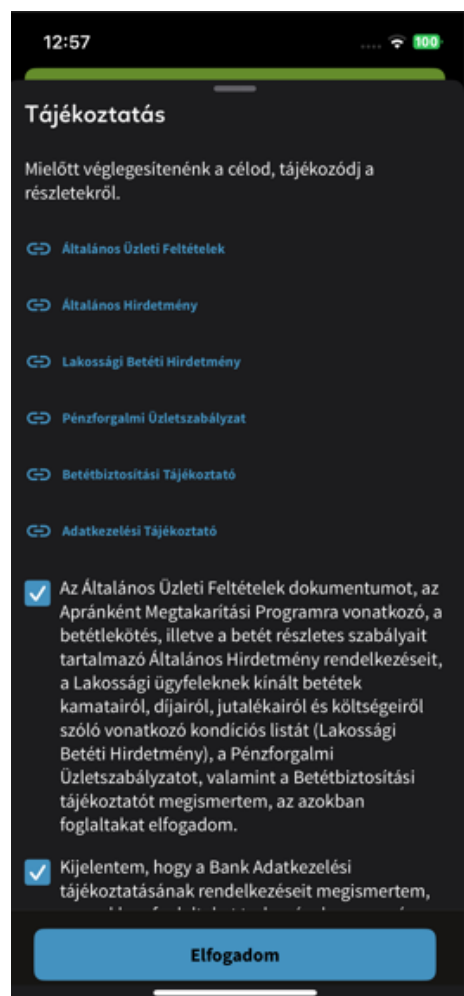 12:57
100
Tájékoztatás
Mielőtt véglegesítenénk a célod, tájékozódj a
részletekről.
Általános Üzleti Feltételek
Általános Hirdetmény
Lakossági Betéti Hirdetmény
Pénzforgalmi Üzletszabályzat
Betétbiztosítási Tájékoztató
Adatkezelési Tájékoztató
Az Általános Üzleti Feltételek dokumentumot, az
Apránként Megtakarítási Programra vonatkozó, a
betétlekötés, illetve a betét részletes szabályait
tartalmazó Általános Hirdetmény rendelkezéseit,
a Lakossági ügyfeleknek kínált betétek
kamatairól, díjairól, jutalékairól és költségeiről
szóló vonatkozó kondíciós listát (Lakossági
Betéti Hirdetmény), a Pénzforgalmi
Üzletszabályzatot, valamint a Betétbiztosítási
tájékoztatót megismertem, az azokban
foglaltakat elfogadom.
Kijelentem, hogy a Bank Adatkezelési
tájékoztatásának rendelkezéseit megismertem,
Elfogadom